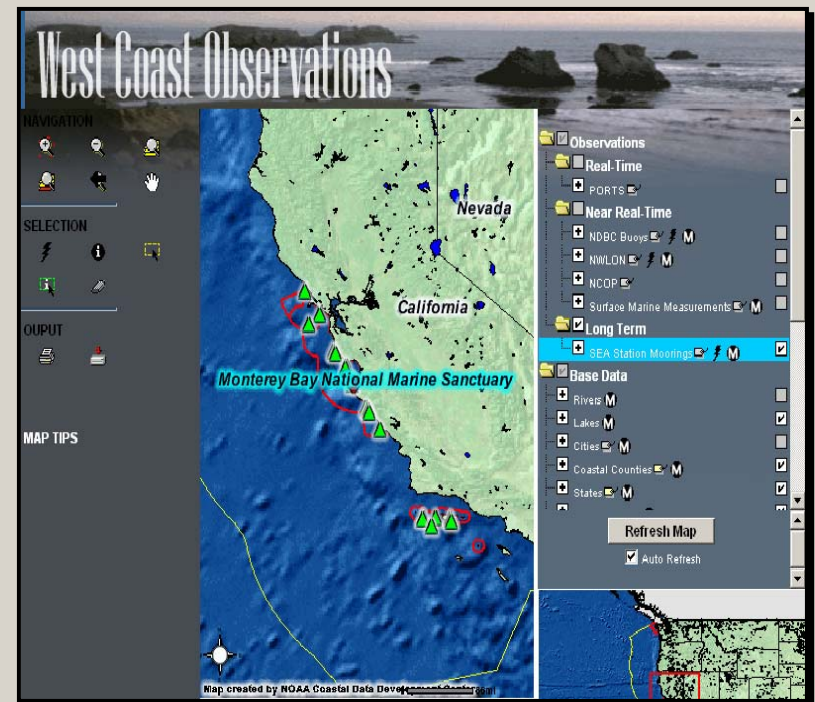 West Coast Observations
NAVIGATION
SELECTION
OUPUT
MAP TIPS
Nevada
California
Monterey Bay National Marine Sanctuary
Map created by NOAA Coastal Data
Observations
Real-Time
PORTS
Near Real-Time
NDBC Buoys M
NWLON M
NCOP
Surface Marine Measurements M
Long Term
SEA Station Moorings M
Base Data
Rivers M
Lakes M
Cities M
Coastal Counties M
States M
Refresh Map
Auto Refresh